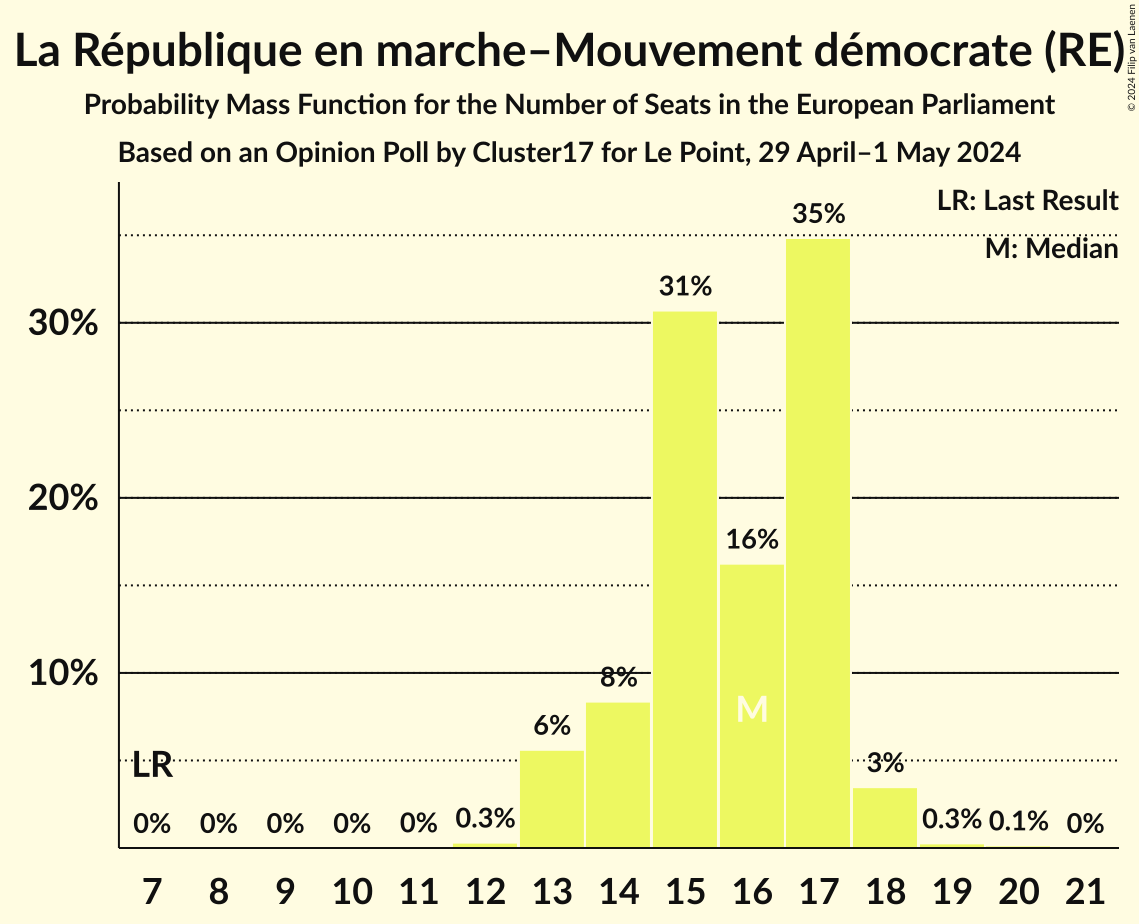 La République en marche–Mouvement démocrate (RE)
© 2024 Filip van Laenen
Probability Mass Function for the Number of Seats in the European Parliament
Based on an Opinion Poll by Cluster17 for Le Point, 29 April–1 May 2024
LR: Last Result
M: Median
30%
20%
10%
LR
0%
0%
0%
0%
0%
0.3%
6%
8%
31%
16%
M
35%
3%
0.3%
0.1%
0%
7 8 9 10 11 12 13 14 15 16 17 18 19 20 21